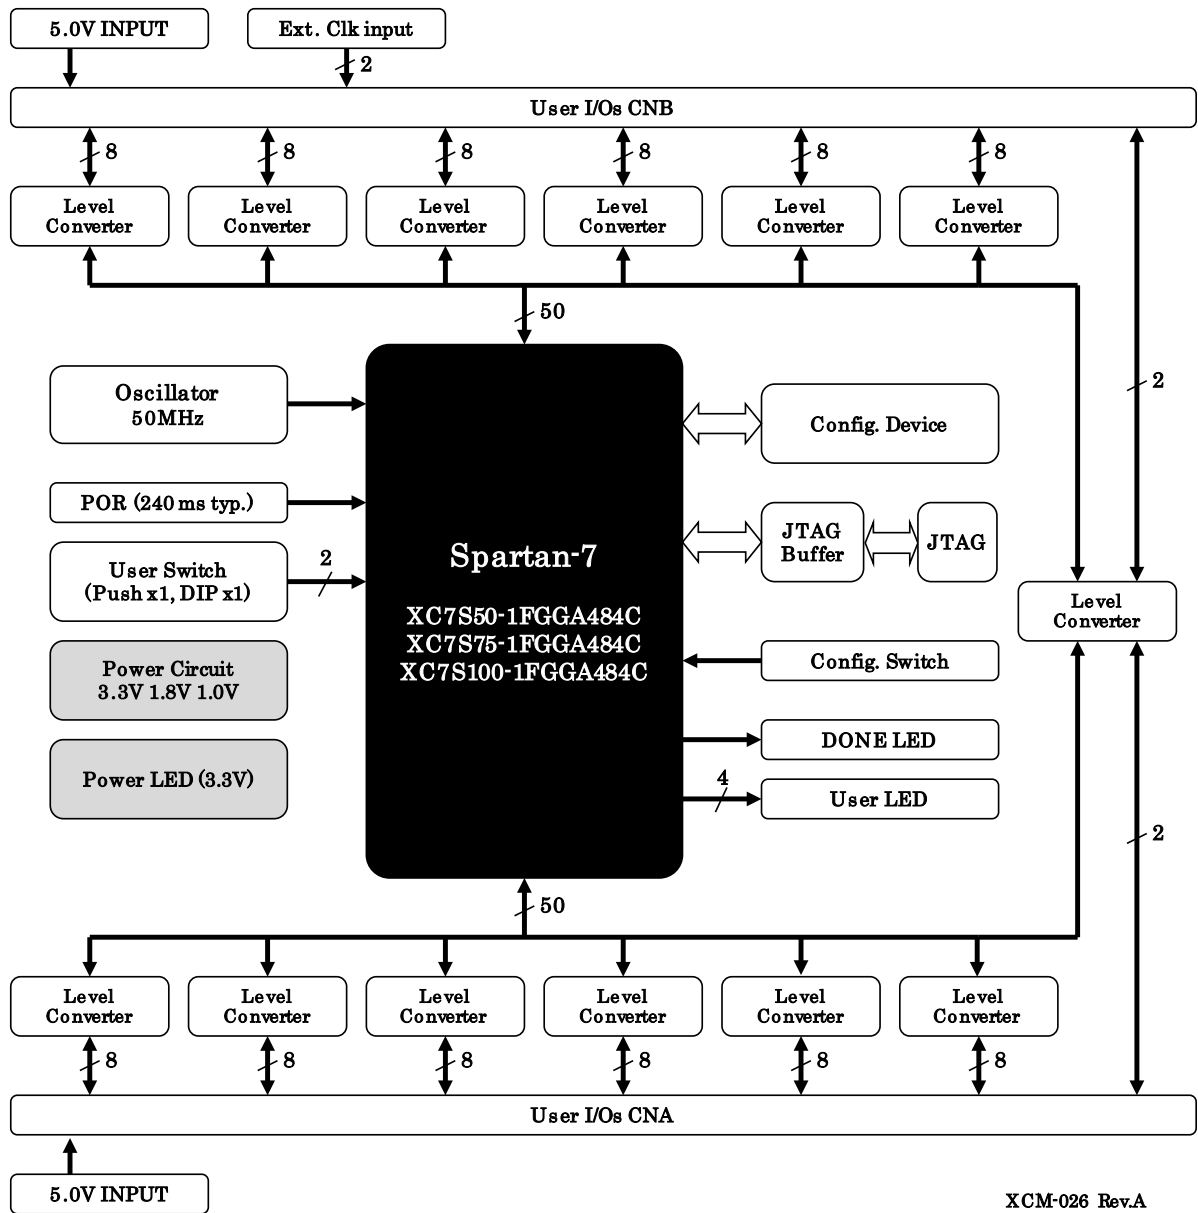 5.0V INPUT
Ext. Clk input
2
User I/Os CNB
8
8
8
8
8
8
Level
Converter
Level
Converter
Level
Converter
Level
Converter
Level
Converter
Level
Converter
50
2
Oscillator
50MHz
Config. Device
POR (240 ms typ.)
User Switch
(Push x1, DIP x1)
2
JTAG
Buffer
JTAG
Spartan-7
XC7S50-1FGGA484C
XC7S75-1FGGA484C
XC7S100-1FGGA484C
Level
Converter
Power Circuit
3.3V 1.8V 1.0V
Config. Switch
DONE LED
Power LED (3.3V)
4
User LED
2
50
Level
Converter
Level
Converter
Level
Converter
Level
Converter
Level
Converter
Level
Converter
8
8
8
8
8
8
User I/Os CNA
5.0V INPUT
XCM-026 Rev.A